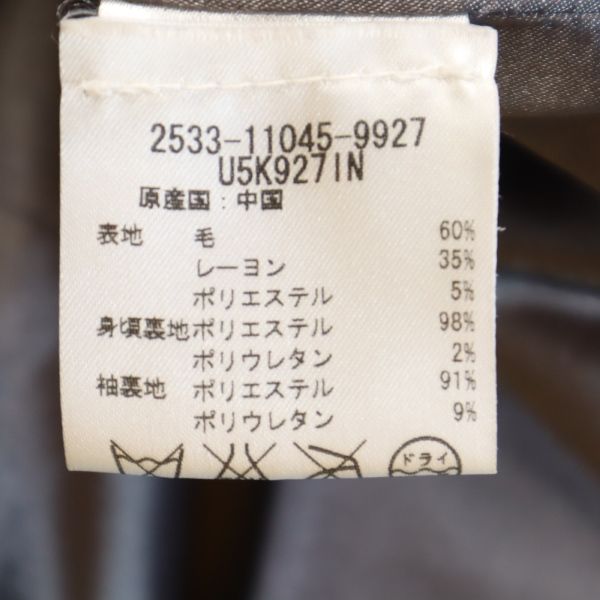 2533-11045-9927
U5K927IN
原産国：中国
表地 毛 60%
レーヨン 35%
ポリエステル 5%
身頃裏地 ポリエステル 98%
ポリウレタン 2%
袖裏地 ポリエステル 91%
ポリウレタン 9%
ドライ